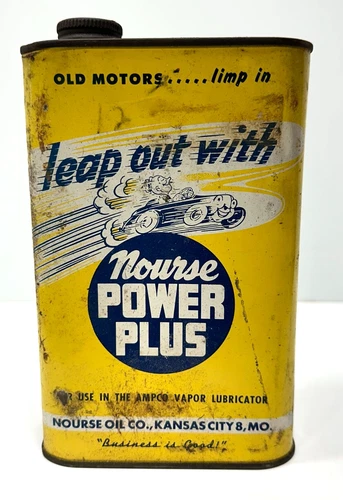 OLD MOTORS.....limp in
leap out with
Nourse
POWER
PLUS
USE IN THE AMPCO VAPOR LUBRICATOR
NOURSE OIL CO., KANSAS CITY 8, MO.
"Business is Good!"